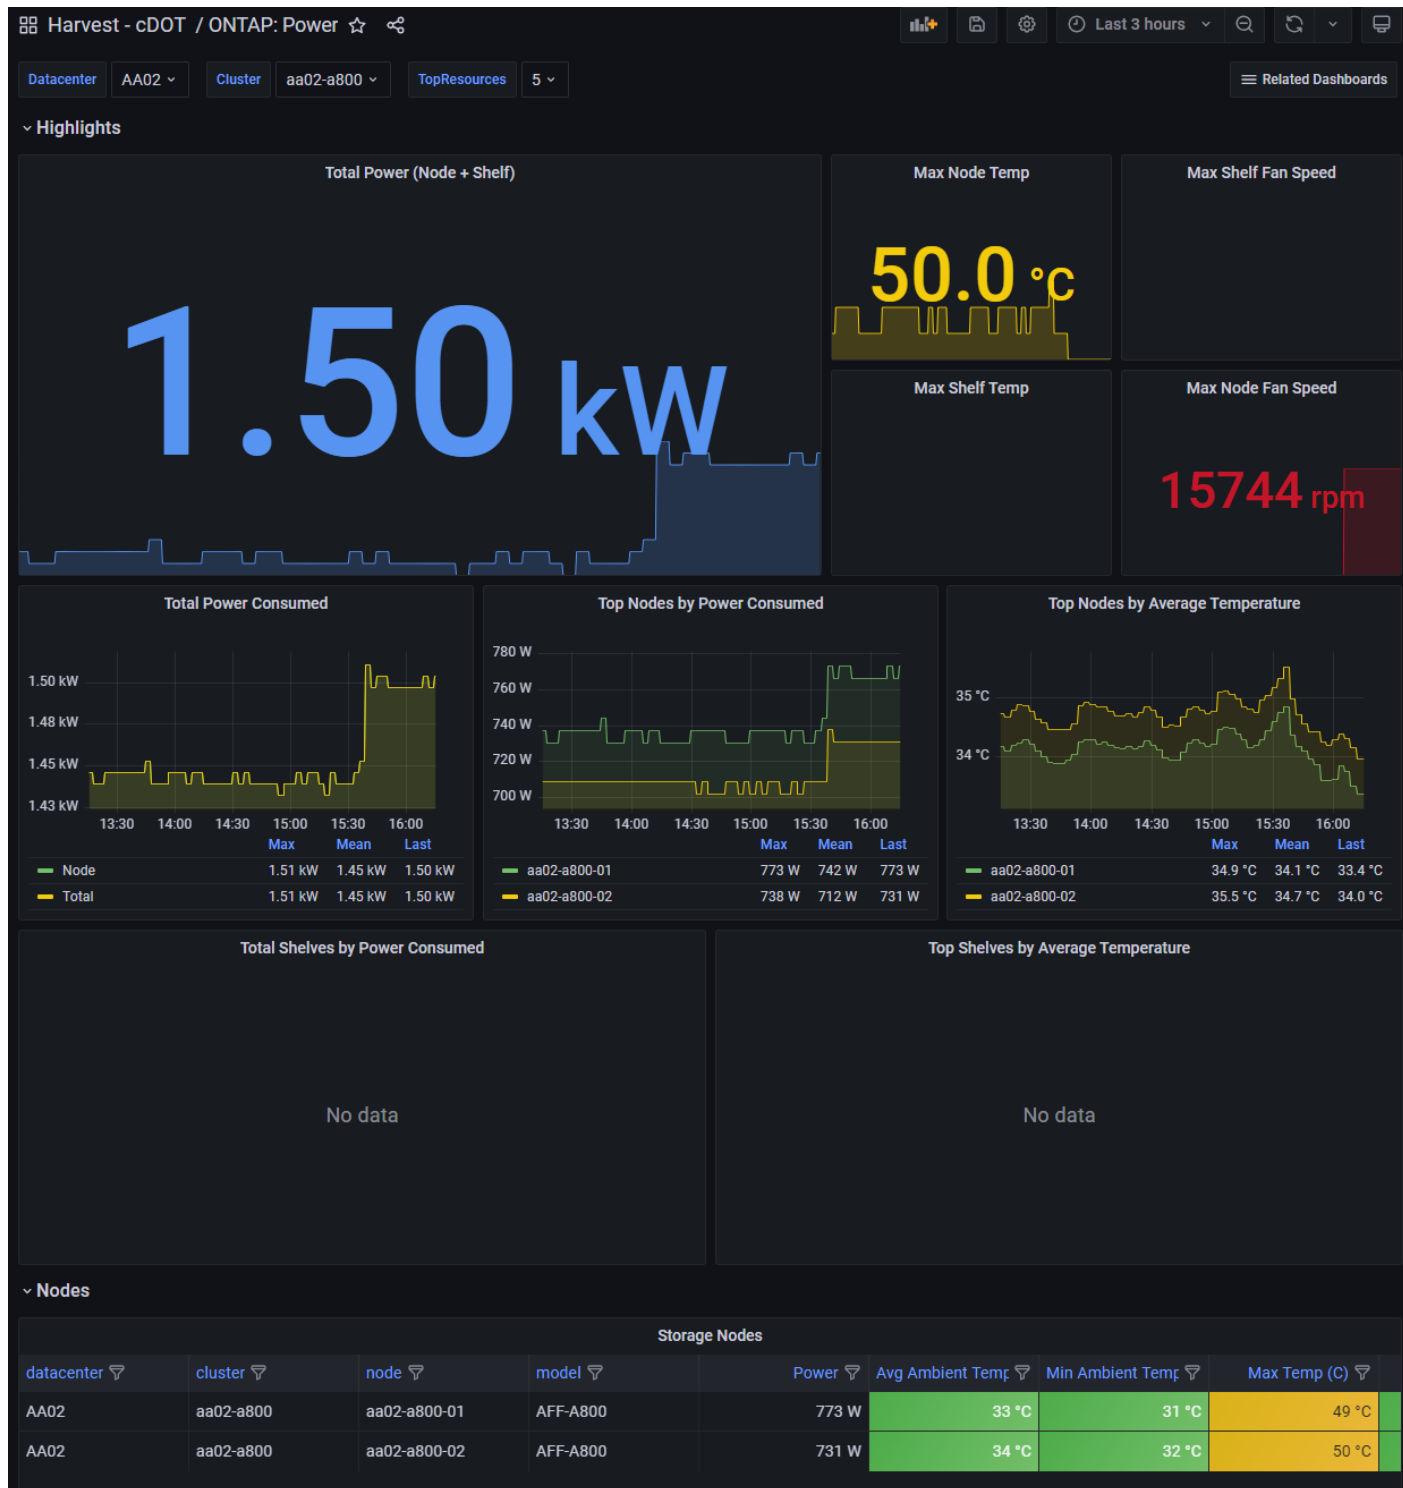 Harvest - cDOT / ONTAP: Power
Last 3 hours
Datacenter AA02 Cluster aa02-a800 TopResources 5 Related Dashboards
Highlights
Total Power (Node + Shelf)
1.50 kW
Max Node Temp
50.0 °C
Max Shelf Fan Speed
Max Shelf Temp
Max Node Fan Speed
15744 rpm
Total Power Consumed
1.50 kW
1.48 kW
1.45 kW
1.43 kW
13:30 14:00 14:30 15:00 15:30 16:00
Max Mean Last
Node 1.51 kW 1.45 kW 1.50 kW
Total 1.51 kW 1.45 kW 1.50 kW
Top Nodes by Power Consumed
780 W
760 W
740 W
720 W
700 W
13:30 14:00 14:30 15:00 15:30 16:00
Max Mean Last
aa02-a800-01 773 W 742 W 773 W
aa02-a800-02 738 W 712 W 731 W
Top Nodes by Average Temperature
35 °C
34 °C
13:30 14:00 14:30 15:00 15:30 16:00
Max Mean Last
aa02-a800-01 34.9 °C 34.1 °C 33.4 °C
aa02-a800-02 35.5 °C 34.7 °C 34.0 °C
Total Shelves by Power Consumed
No data
Top Shelves by Average Temperature
No data
Nodes
Storage Nodes
datacenter cluster node model Power Avg Ambient Temp Min Ambient Temp Max Temp (C)
AA02 aa02-a800 aa02-a800-01 AFF-A800 773 W 33 °C 31 °C 49 °C
AA02 aa02-a800 aa02-a800-02 AFF-A800 731 W 34 °C 32 °C 50 °C